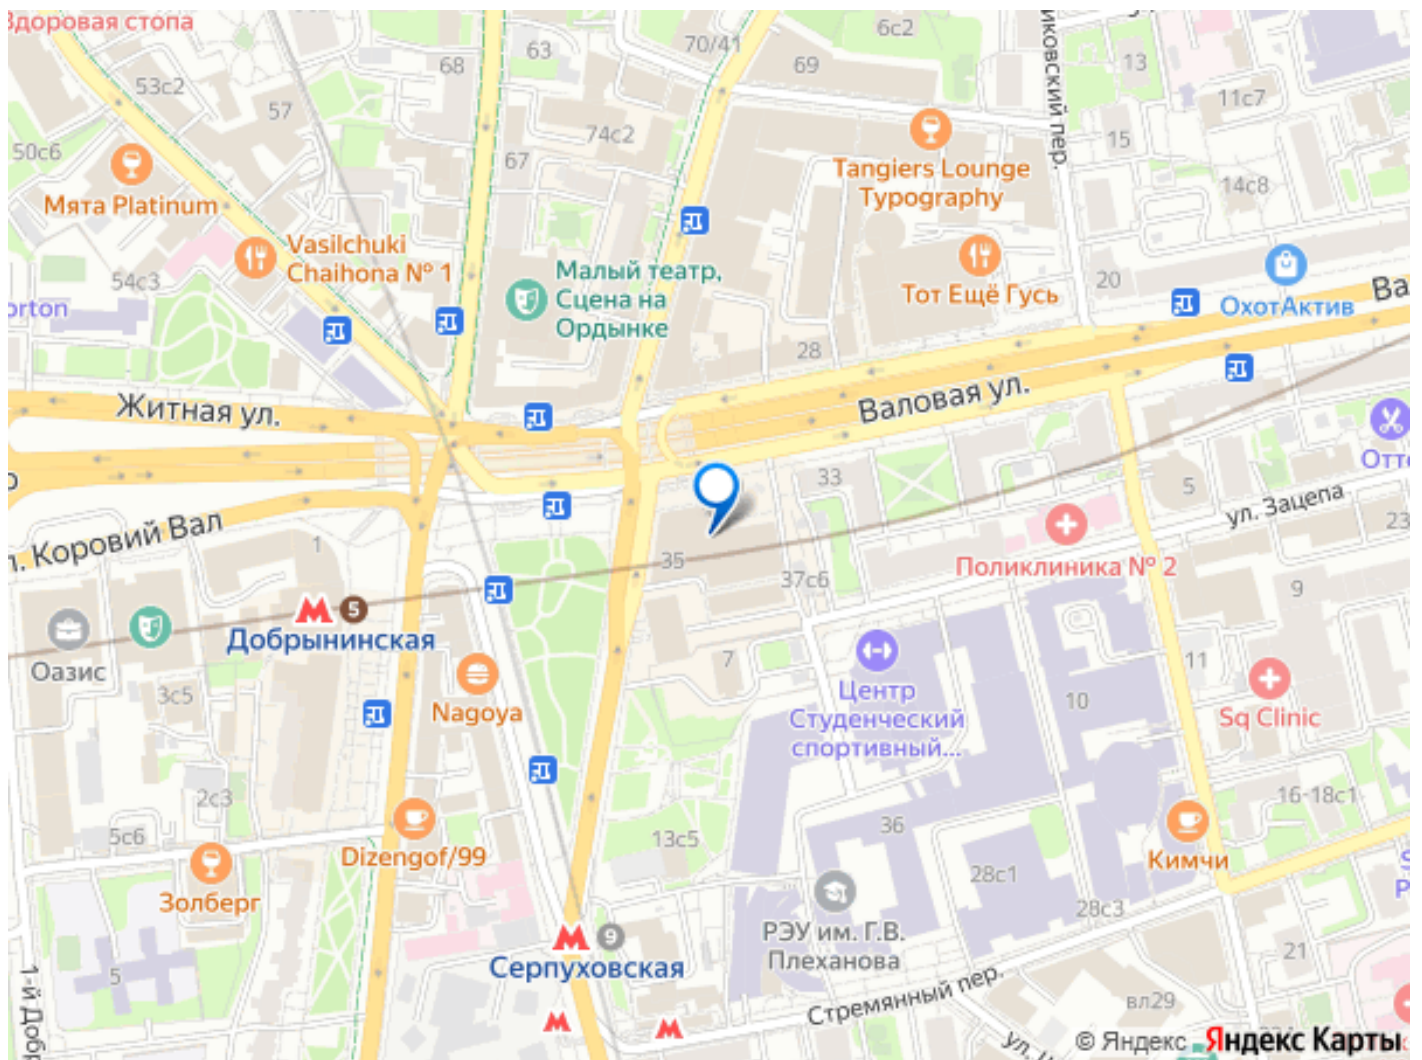 Здоровая стопа
53с2
57
63
68
70/41
69
6с2
13
11с7
15
14с8
50с6
Мята Platinum
67
74с2
Tangiers Lounge
Typography
Vasilchuki
Chaihona № 1
54с3
Малый театр,
Сцена на
Ордынке
Тот Ещё Гусь
20
ОхотАктив
28
Житная ул.
Валовая ул.
33
5
ул. Зацепа
23
Коровий Вал
1
35
37с6
Поликлиника № 2
9
5
Добрынинская
Оазис
3с5
7
Nagoya
Центр
Студенческий
спортивный...
10
11
Sq Clinic
2с3
5с6
Dizengof/99
Золберг
13с5
36
16-18с1
Кимчи
28с1
28с3
РЭУ им. Г.В.
Плеханова
9
Серпуховская
5
21
Стремянный пер.
вл29
© Яндекс Яндекс Карты